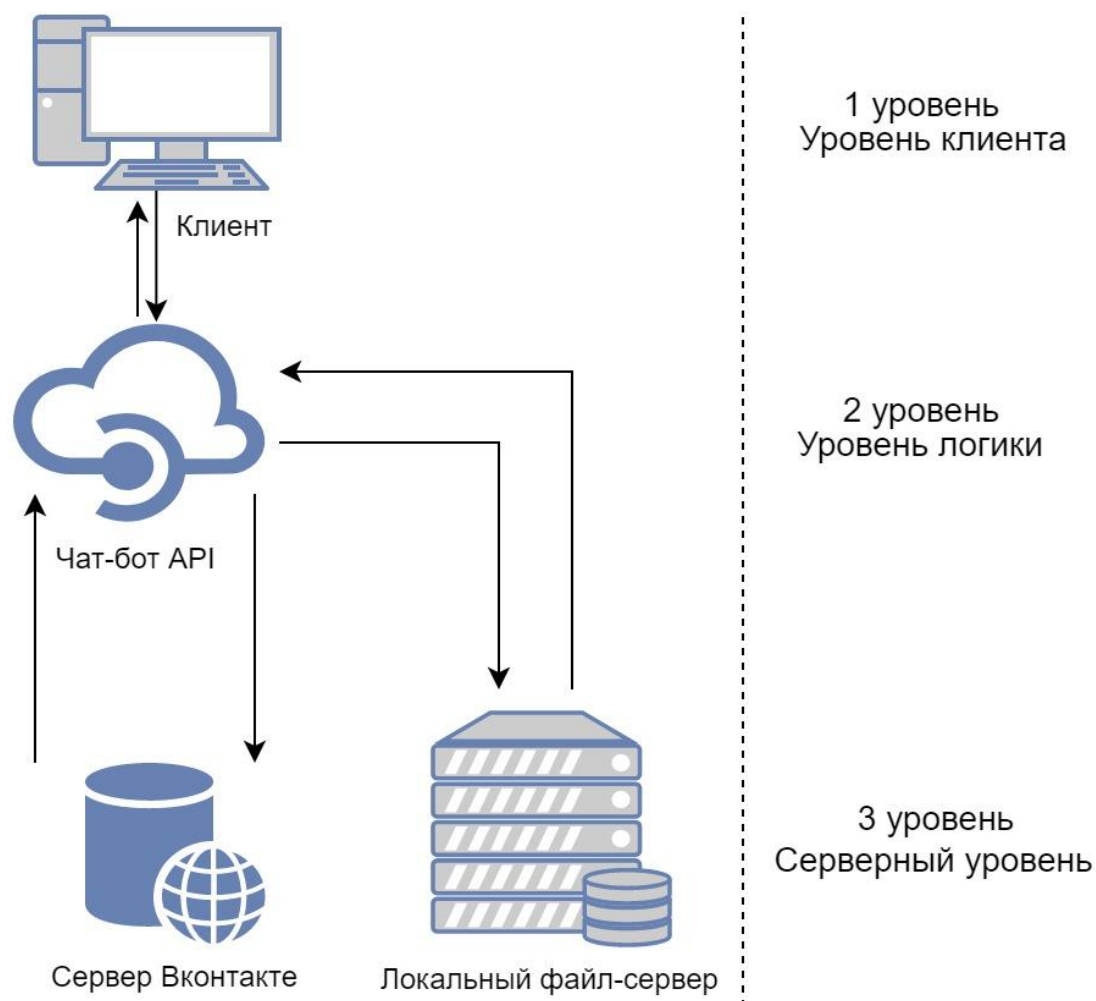 1 уровень
Уровень клиента
Клиент
2 уровень
Уровень логики
Чат-бот API
3 уровень
Серверный уровень
Сервер Вконтакте
Локальный файл-сервер